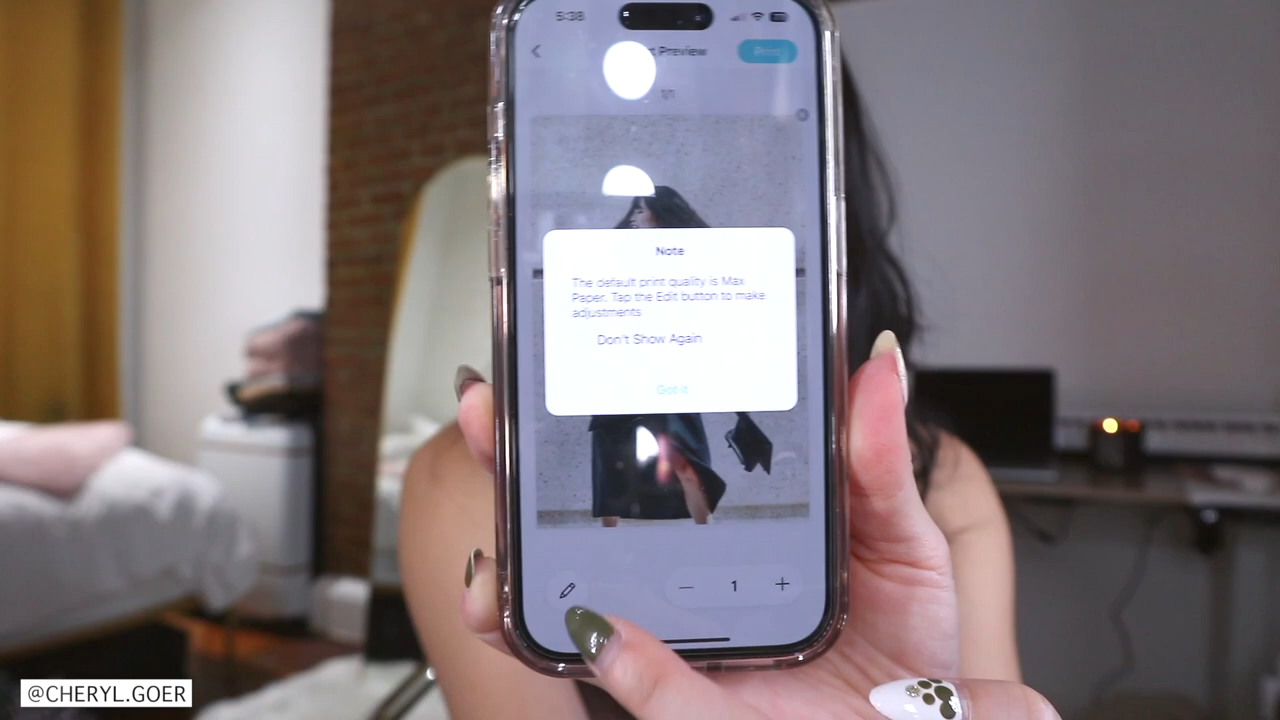 5:38
Preview
Print
1/1
Note
The default print quality is Max
Paper. Tap the Edit button to make
adjustments
Don't Show Again
Got it
1
@CHERYL.GOER